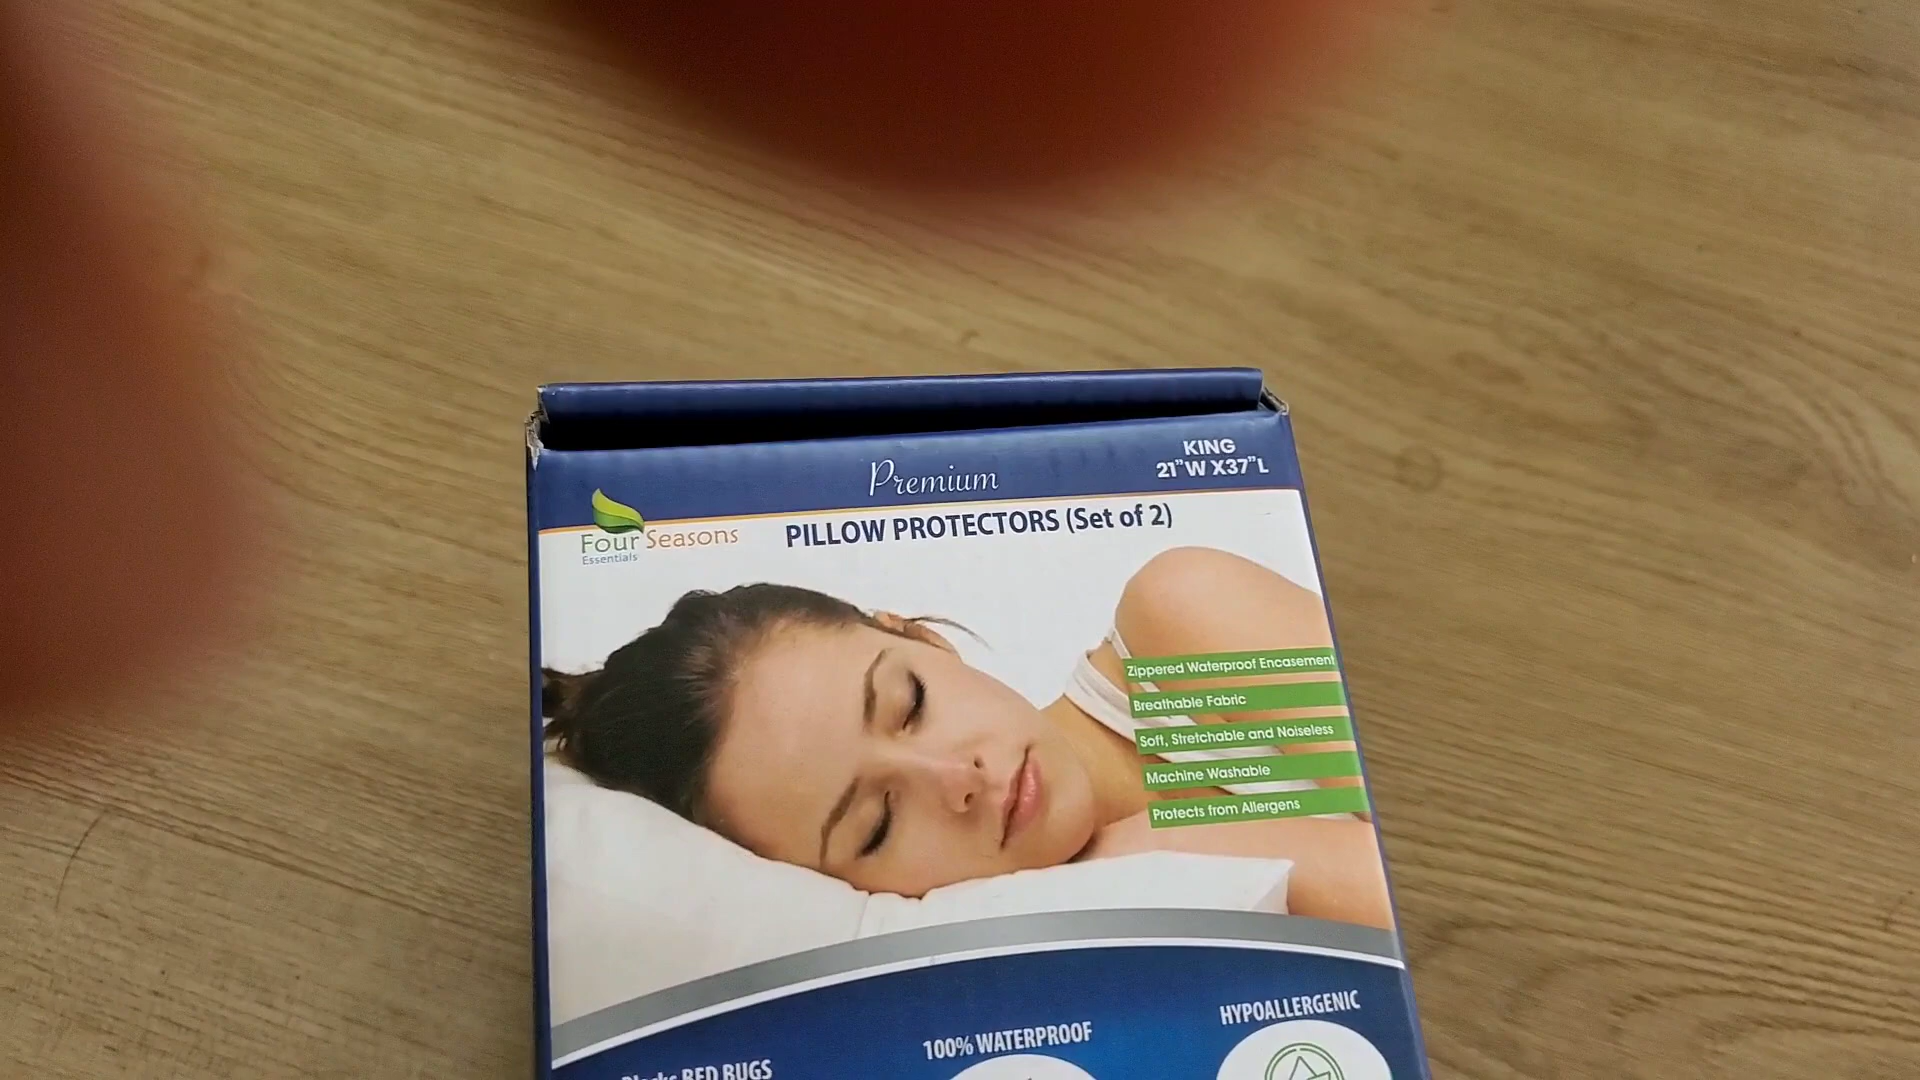 Premium
KING
21”W X37”L
Four Seasons
Essentials
PILLOW PROTECTORS (Set of 2)
Zippered Waterproof Encasement
Breathable Fabric
Soft, Stretchable and Noiseless
Machine Washable
Protects from Allergens
HYPOALLERGENIC
100% WATERPROOF
BED BUGS